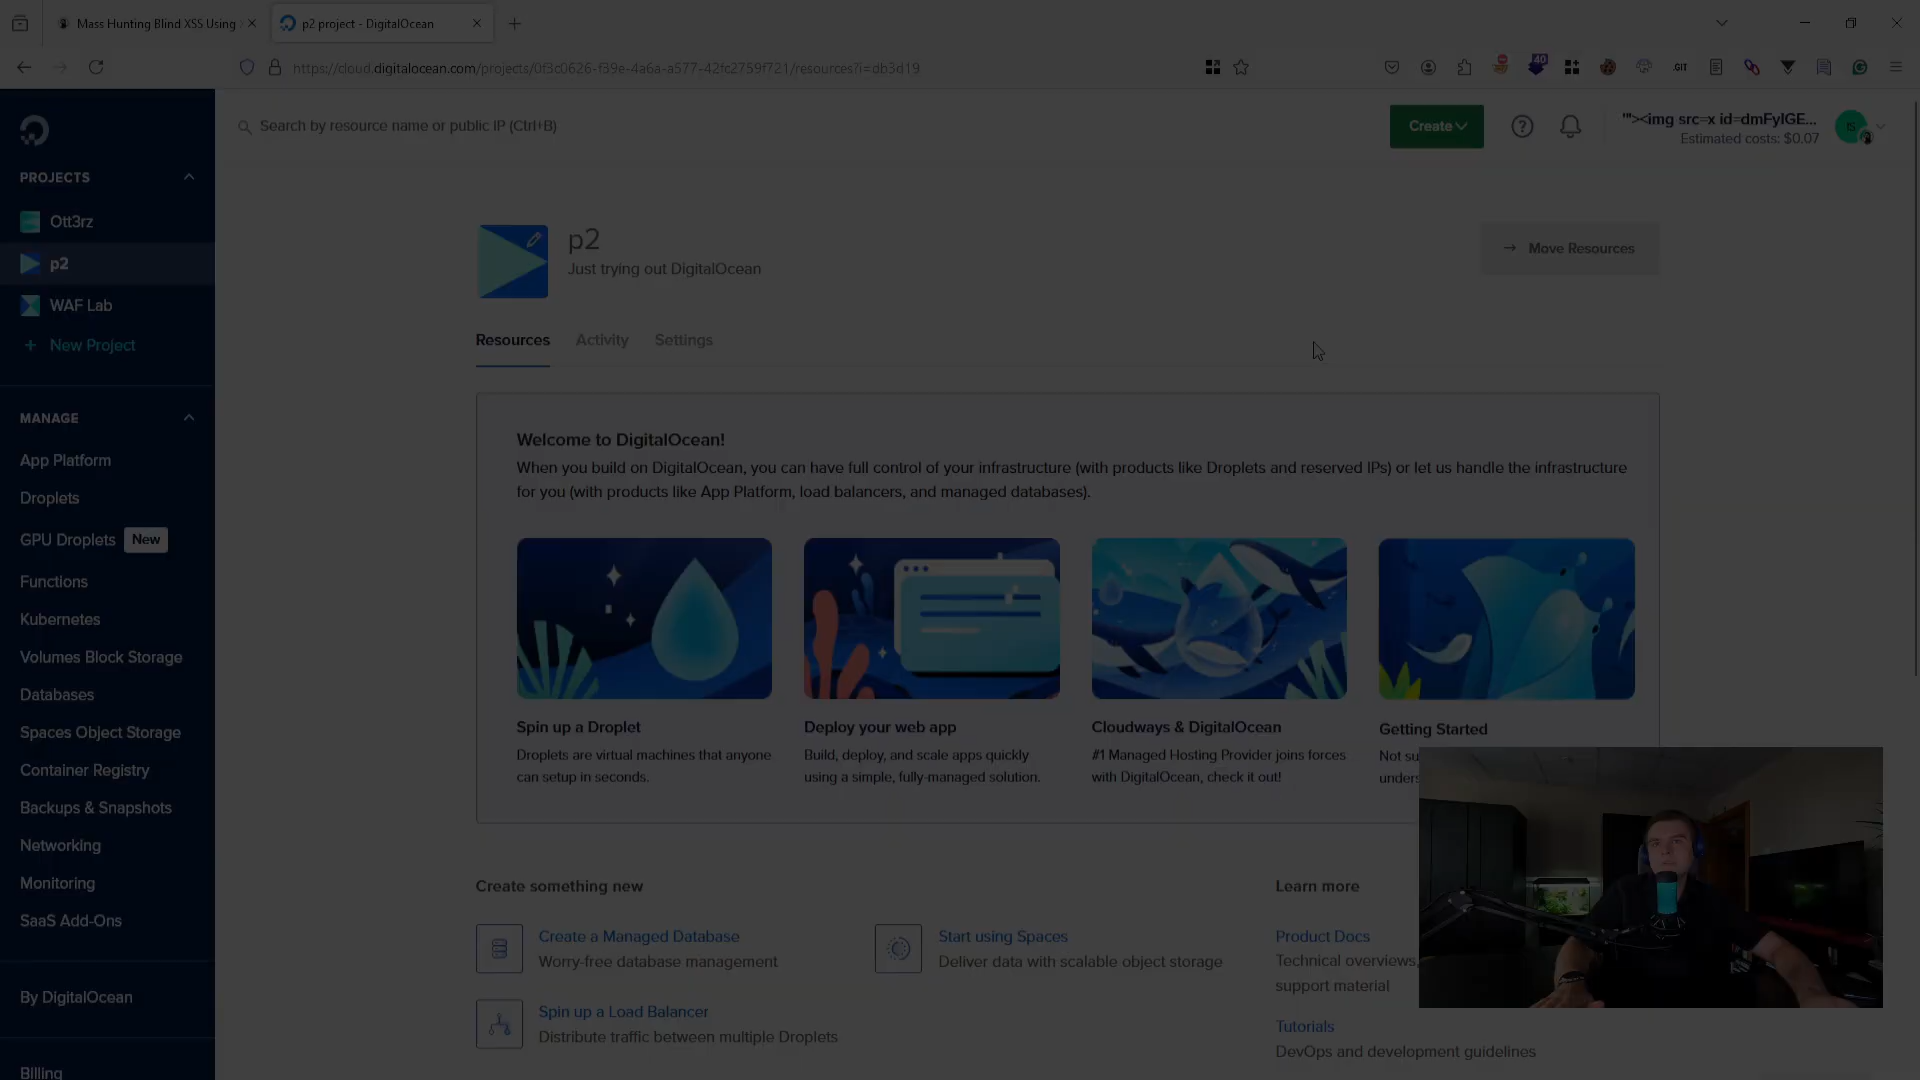 Mass Hunting Blind XSS Using
p2 project - DigitalOcean
https://cloud.digitalocean.com/projects/0f3c0626-f39e-4a6a-a577-42fc2759f721/resources?i=db3d19
40
.GIT
Search by resource name or public IP (Ctrl+B)
Create
'"><img src=x id=dmFyIGE...
Estimated costs: $0.07
IS
PROJECTS
Ott3rz
p2
WAF Lab
+ New Project
MANAGE
App Platform
Droplets
GPU Droplets New
Functions
Kubernetes
Volumes Block Storage
Databases
Spaces Object Storage
Container Registry
Backups & Snapshots
Networking
Monitoring
SaaS Add-Ons
By DigitalOcean
Billing
p2
Just trying out DigitalOcean
→ Move Resources
Resources
Activity
Settings
Welcome to DigitalOcean!
When you build on DigitalOcean, you can have full control of your infrastructure (with products like Droplets and reserved IPs) or let us handle the infrastructure
for you (with products like App Platform, load balancers, and managed databases).
Spin up a Droplet
Droplets are virtual machines that anyone
can setup in seconds.
Deploy your web app
Build, deploy, and scale apps quickly
using a simple, fully-managed solution.
Cloudways & DigitalOcean
#1 Managed Hosting Provider joins forces
with DigitalOcean, check it out!
Getting Started
Not su
unders
Create something new
Create a Managed Database
Worry-free database management
Start using Spaces
Deliver data with scalable object storage
Spin up a Load Balancer
Distribute traffic between multiple Droplets
Learn more
Product Docs
Technical overviews,
support material
Tutorials
DevOps and development guidelines